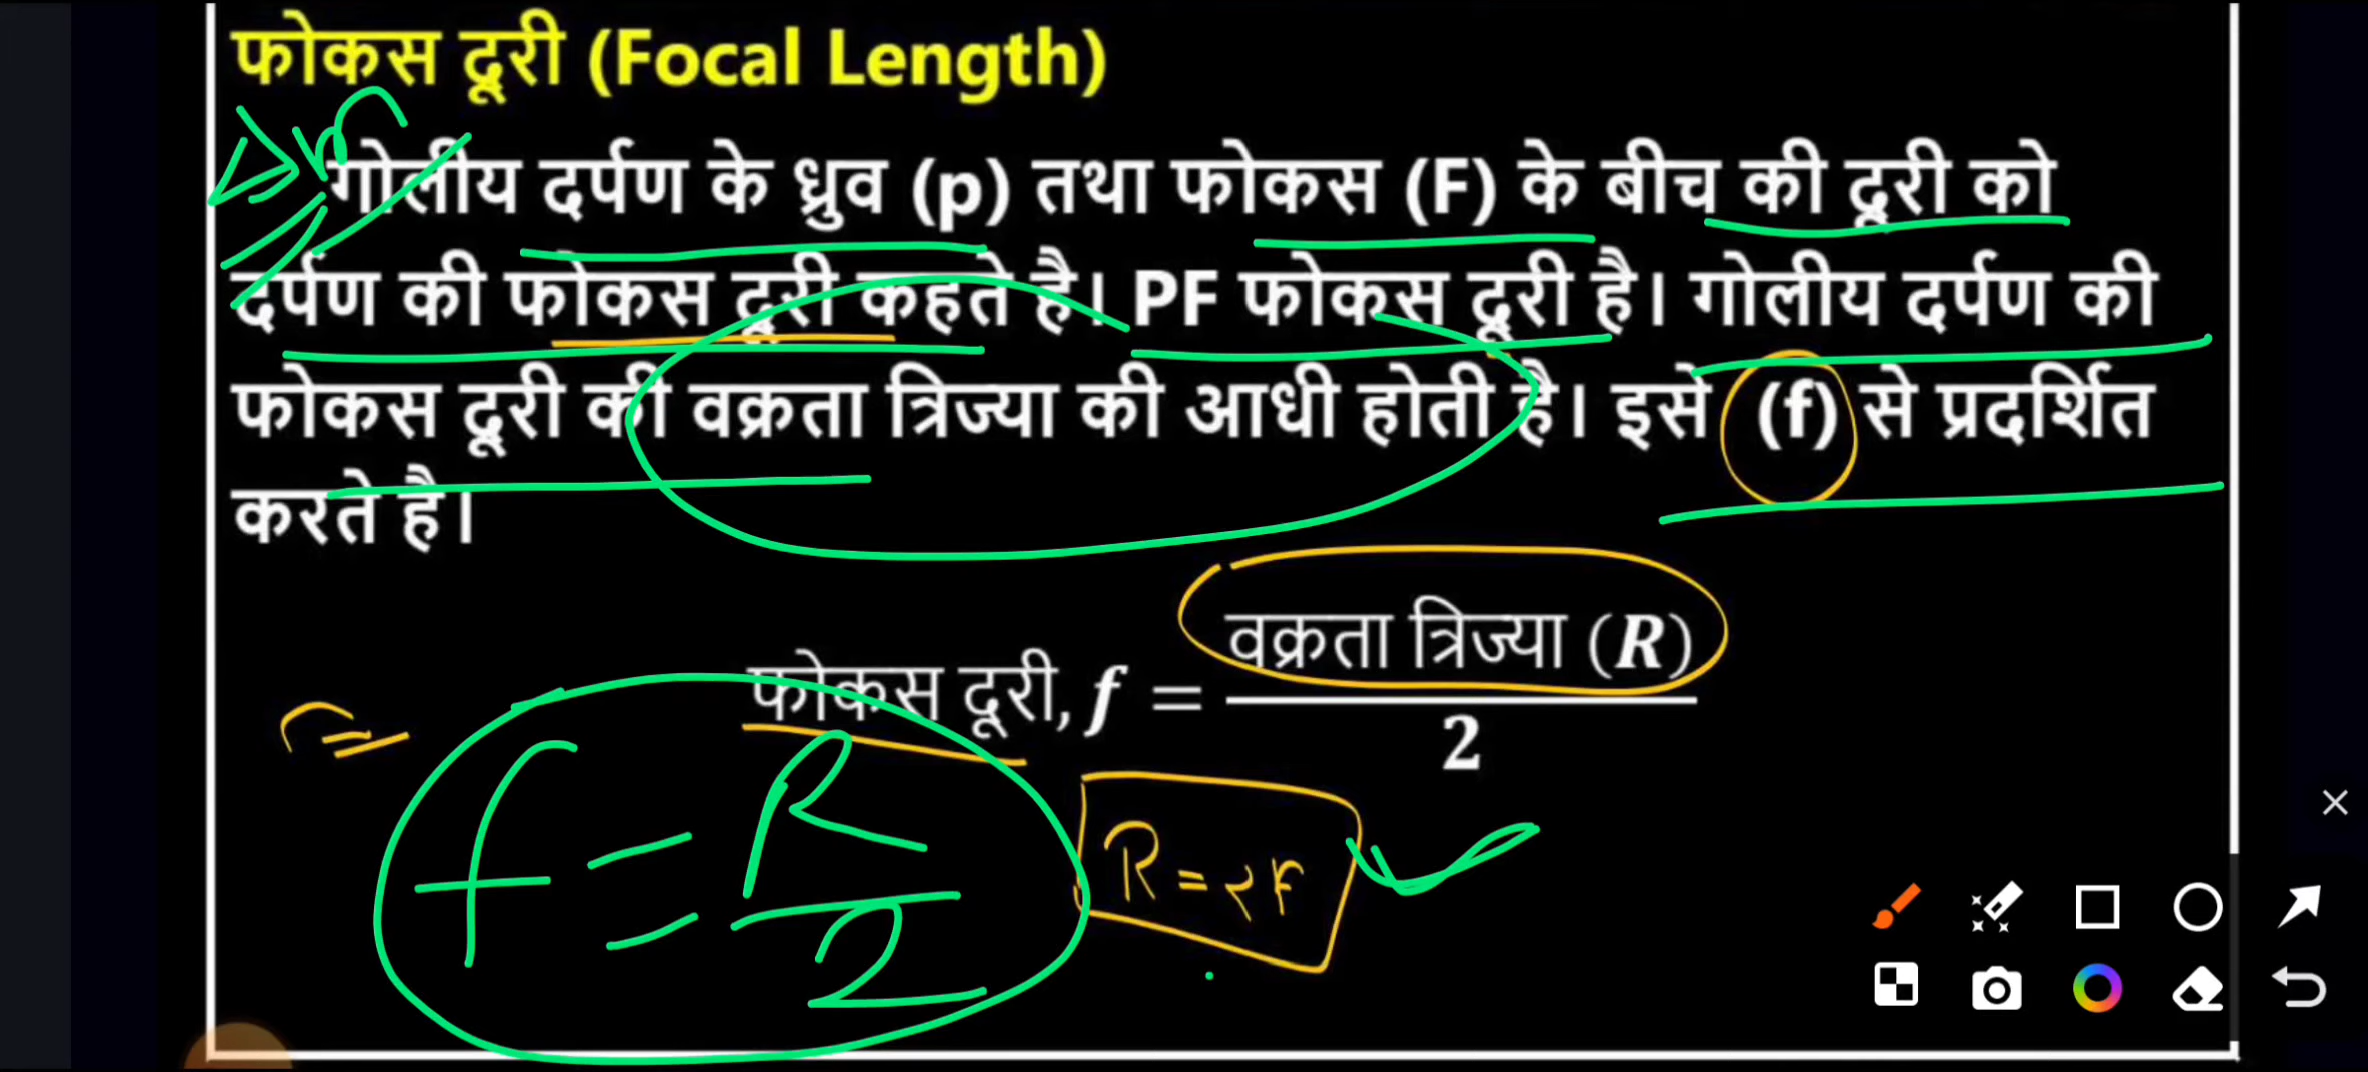 फोकस दूरी (Focal Length)
गोलीय दर्पण के ध्रुव (p) तथा फोकस (F) के बीच की दूरी को
दर्पण की फोकस दूरी कहते है। PF फोकस दूरी है। गोलीय दर्पण की
फोकस दूरी की वक्रता त्रिज्या की आधी होती है। इसे (f) से प्रदर्शित
करते है।
फोकस दूरी, f = वक्रता त्रिज्या (R)
2
f = R
2
R = 2f